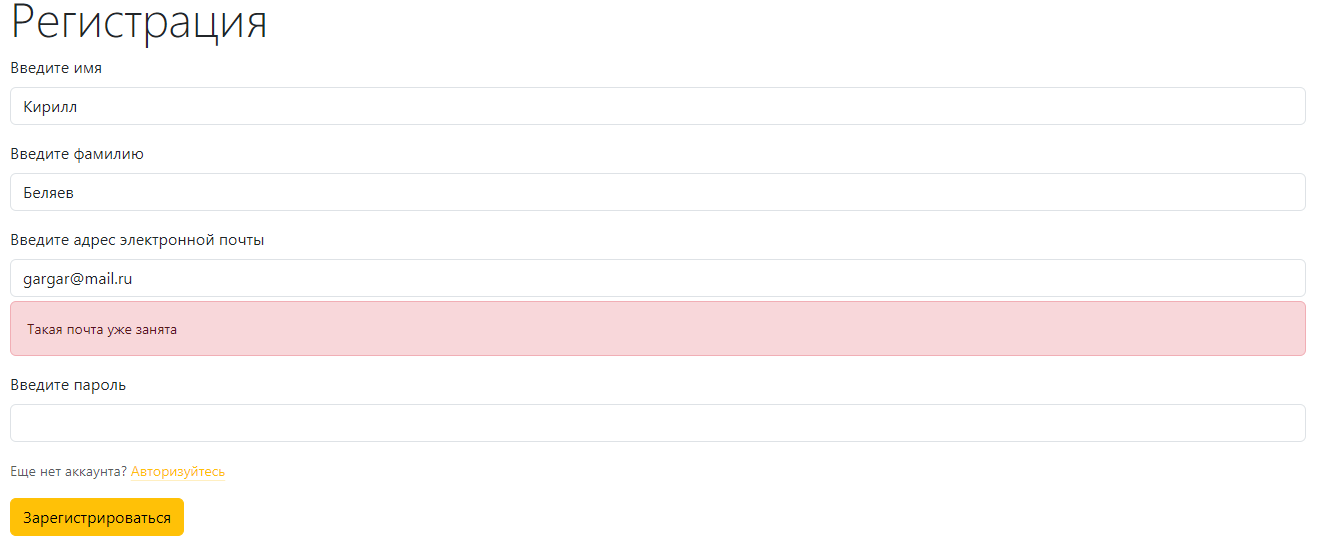 Регистрация
Введите имя
Кирилл
Введите фамилию
Беляев
Введите адрес электронной почты
gargar@mail.ru
Такая почта уже занята
Введите пароль
Еще нет аккаунта? Авторизуйтесь
Зарегистрироваться